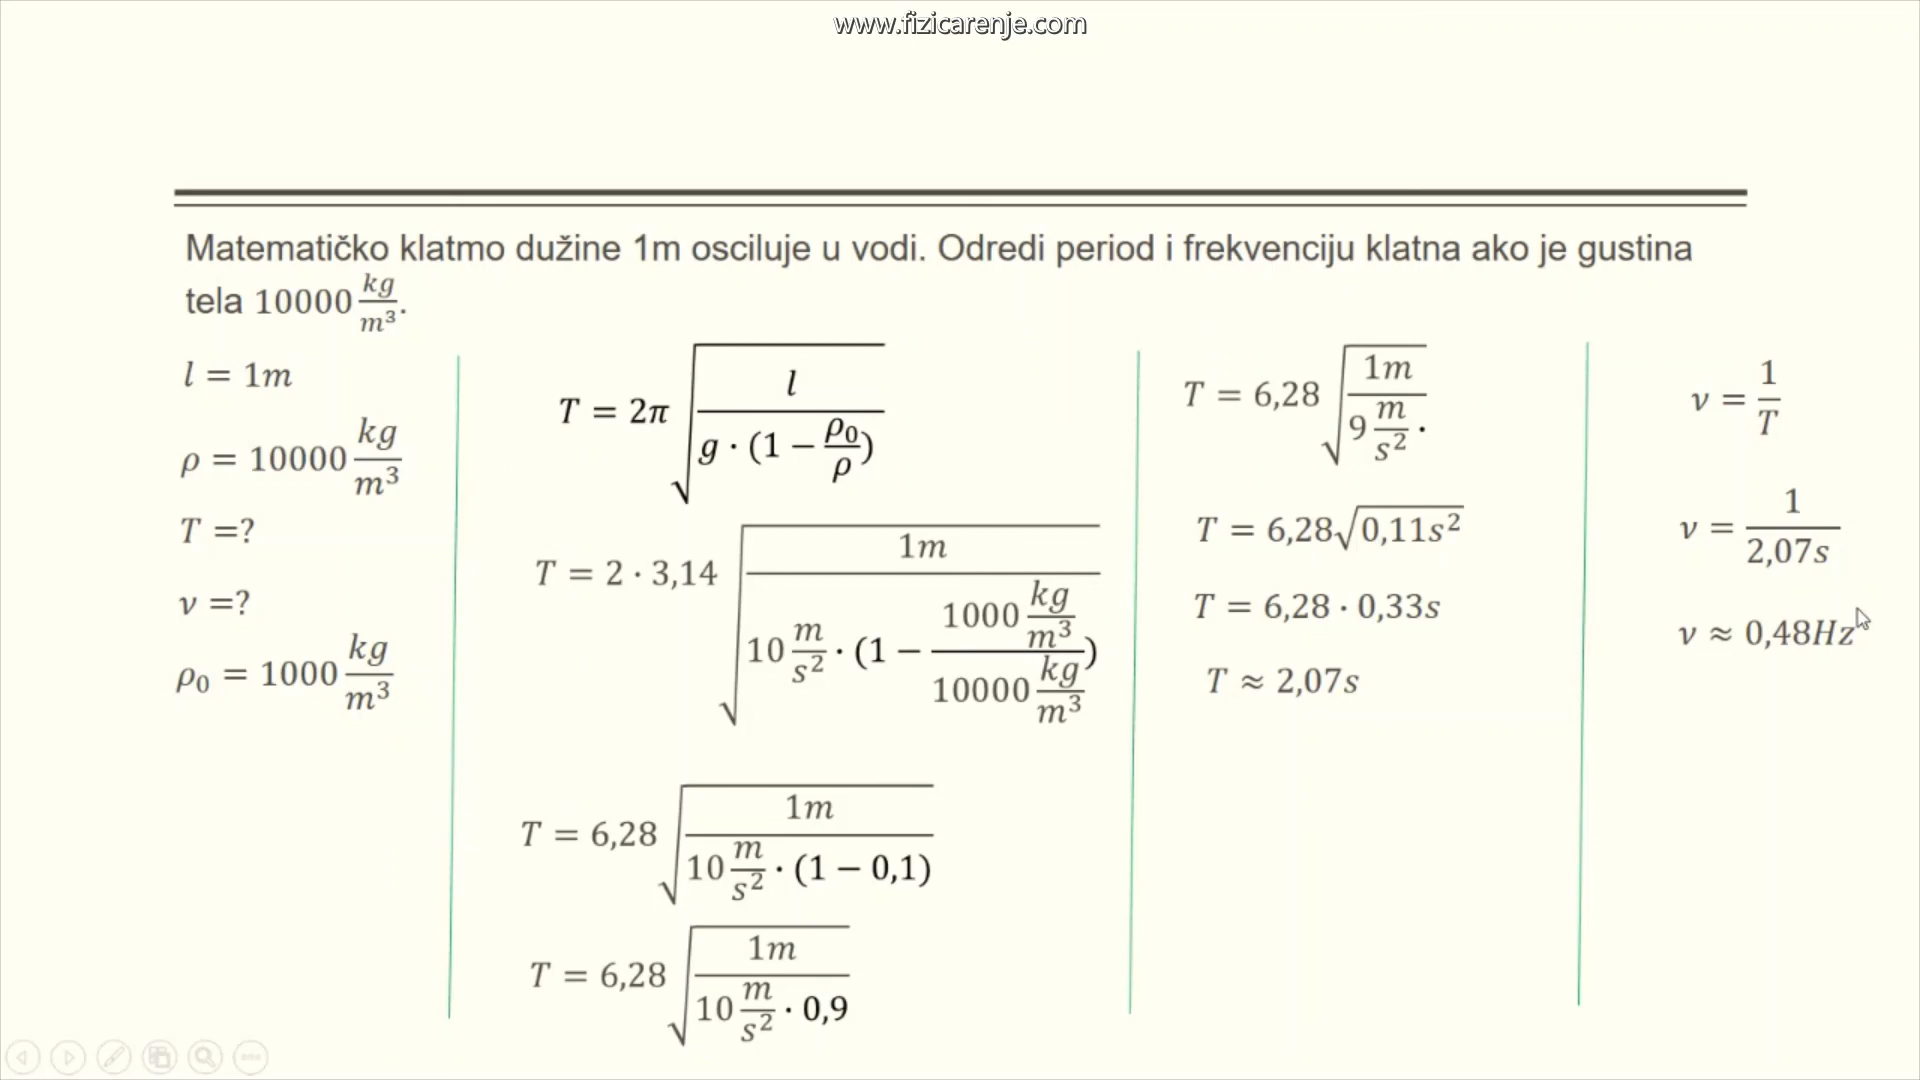 www.fizicarenje.com
Matematičko klatmo dužine 1m osciluje u vodi. Odredi period i frekvenciju klatna ako je gustina
tela 10000 kg/m³.
l = 1m
ρ = 10000 kg/m³
T =?
ν =?
ρ₀ = 1000 kg/m³
T = 2π √(l / (g · (1 − ρ₀/ρ)))
T = 2 · 3,14 √(1m / (10 m/s² · (1 − (1000 kg/m³)/(10000 kg/m³))))
T = 6,28 √(1m / (10 m/s² · (1 − 0,1)))
T = 6,28 √(1m / (10 m/s² · 0,9))
T = 6,28 √(1m / (9 m/s² ·))
T = 6,28√(0,11s²)
T = 6,28 · 0,33s
T ≈ 2,07s
ν = 1/T
ν = 1/(2,07s)
ν ≈ 0,48Hz